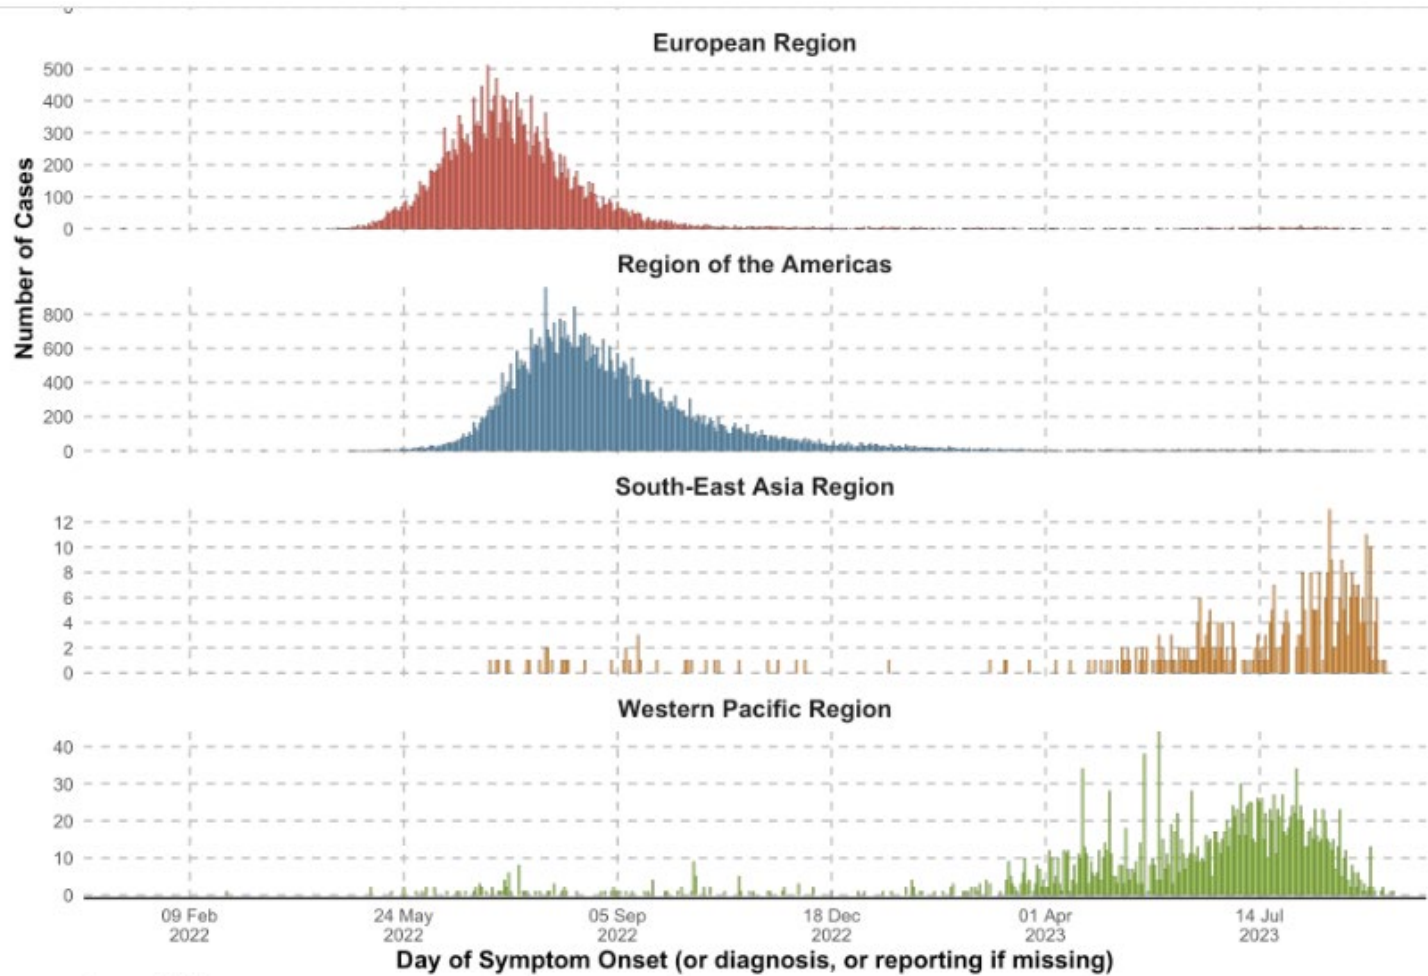 European Region
500
400
300
200
100
0
Region of the Americas
800
600
400
200
0
South-East Asia Region
12
10
8
6
4
2
0
Western Pacific Region
40
30
20
10
0
Number of Cases
09 Feb 2022
24 May 2022
05 Sep 2022
18 Dec 2022
01 Apr 2023
14 Jul 2023
Day of Symptom Onset (or diagnosis, or reporting if missing)